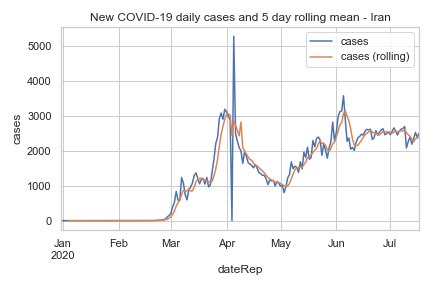 New COVID-19 daily cases and 5 day rolling mean - Iran
cases
cases (rolling)
5000
4000
3000
2000
1000
0
cases
Jan
2020
Feb
Mar
Apr
May
Jun
Jul
dateRep